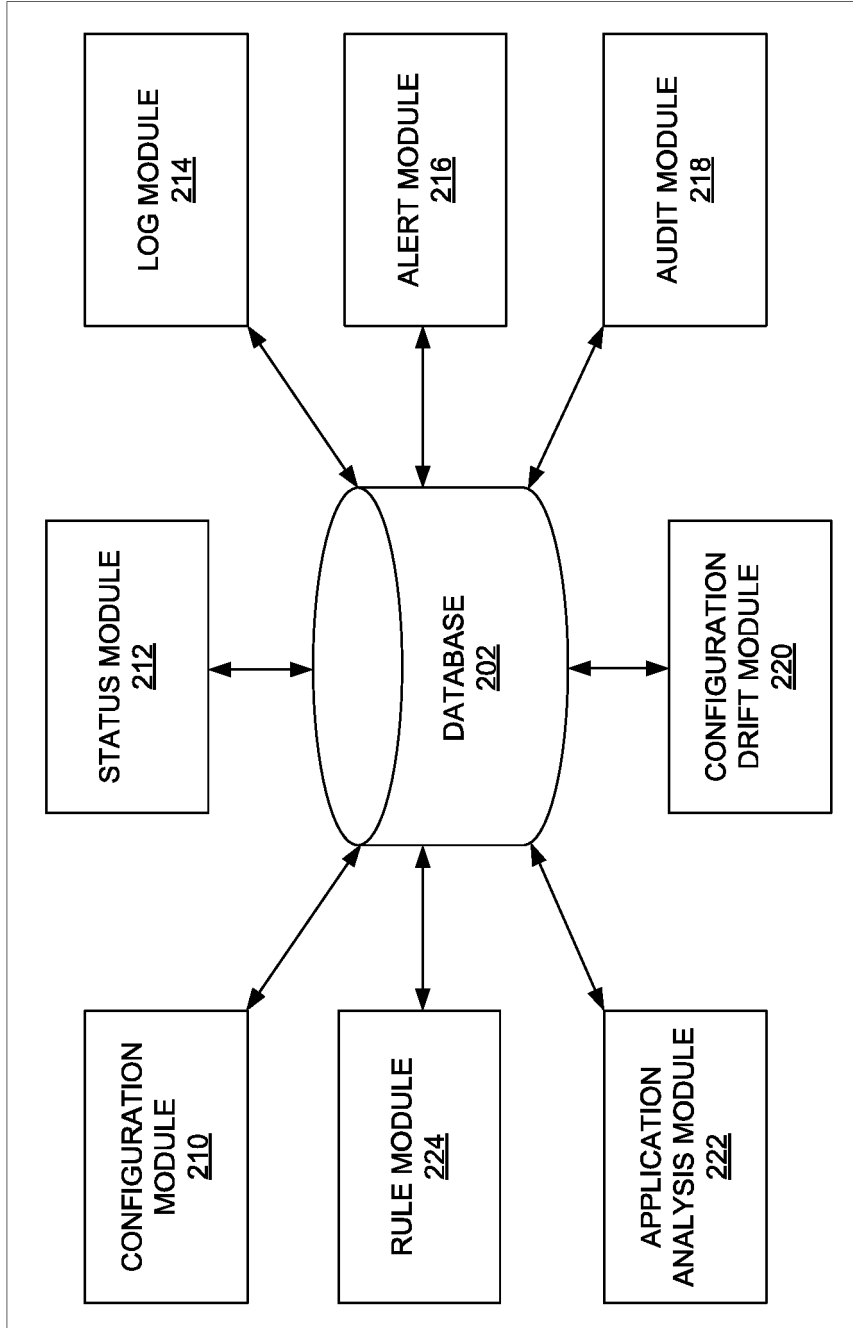 CONFIGURATION
MODULE
210
STATUS MODULE
212
LOG MODULE
214
RULE MODULE
224
DATABASE
202
ALERT MODULE
216
APPLICATION
ANALYSIS MODULE
222
CONFIGURATION
DRIFT MODULE
220
AUDIT MODULE
218